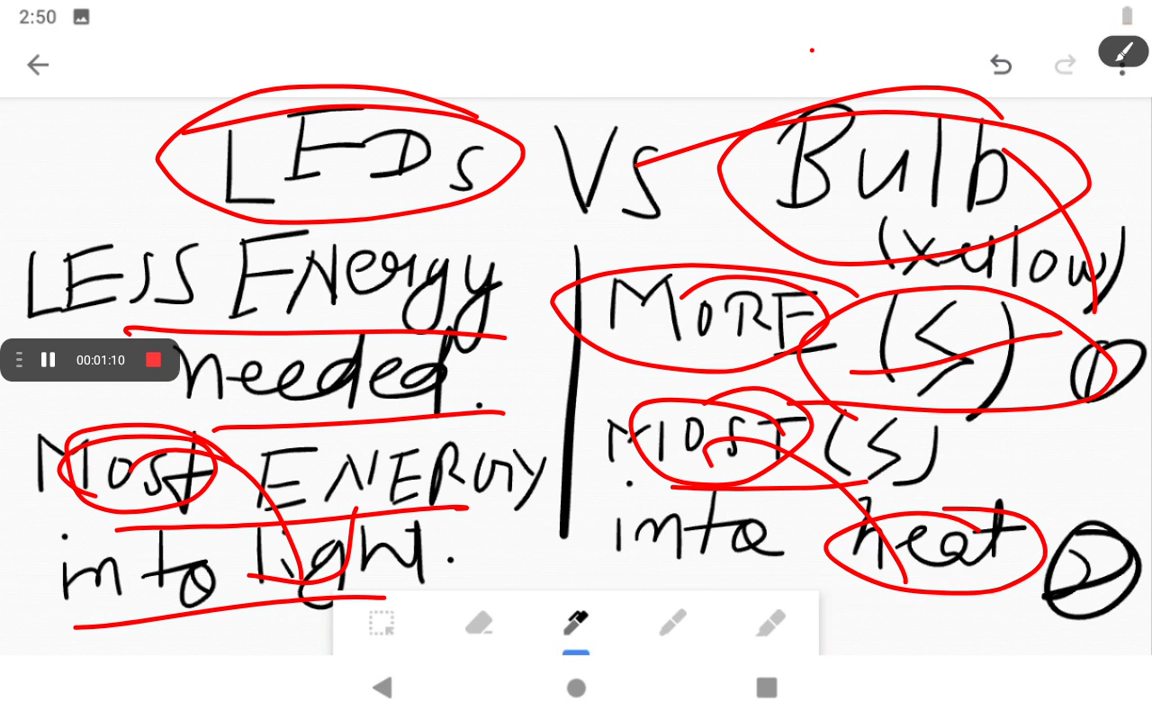 2:50
LEDs Vs Bulb
(yellow)
LESS ENergy
needed.
MORE (S) 1
00:01:10
MOST ENERGY
into light.
MOST (S)
into heat 2